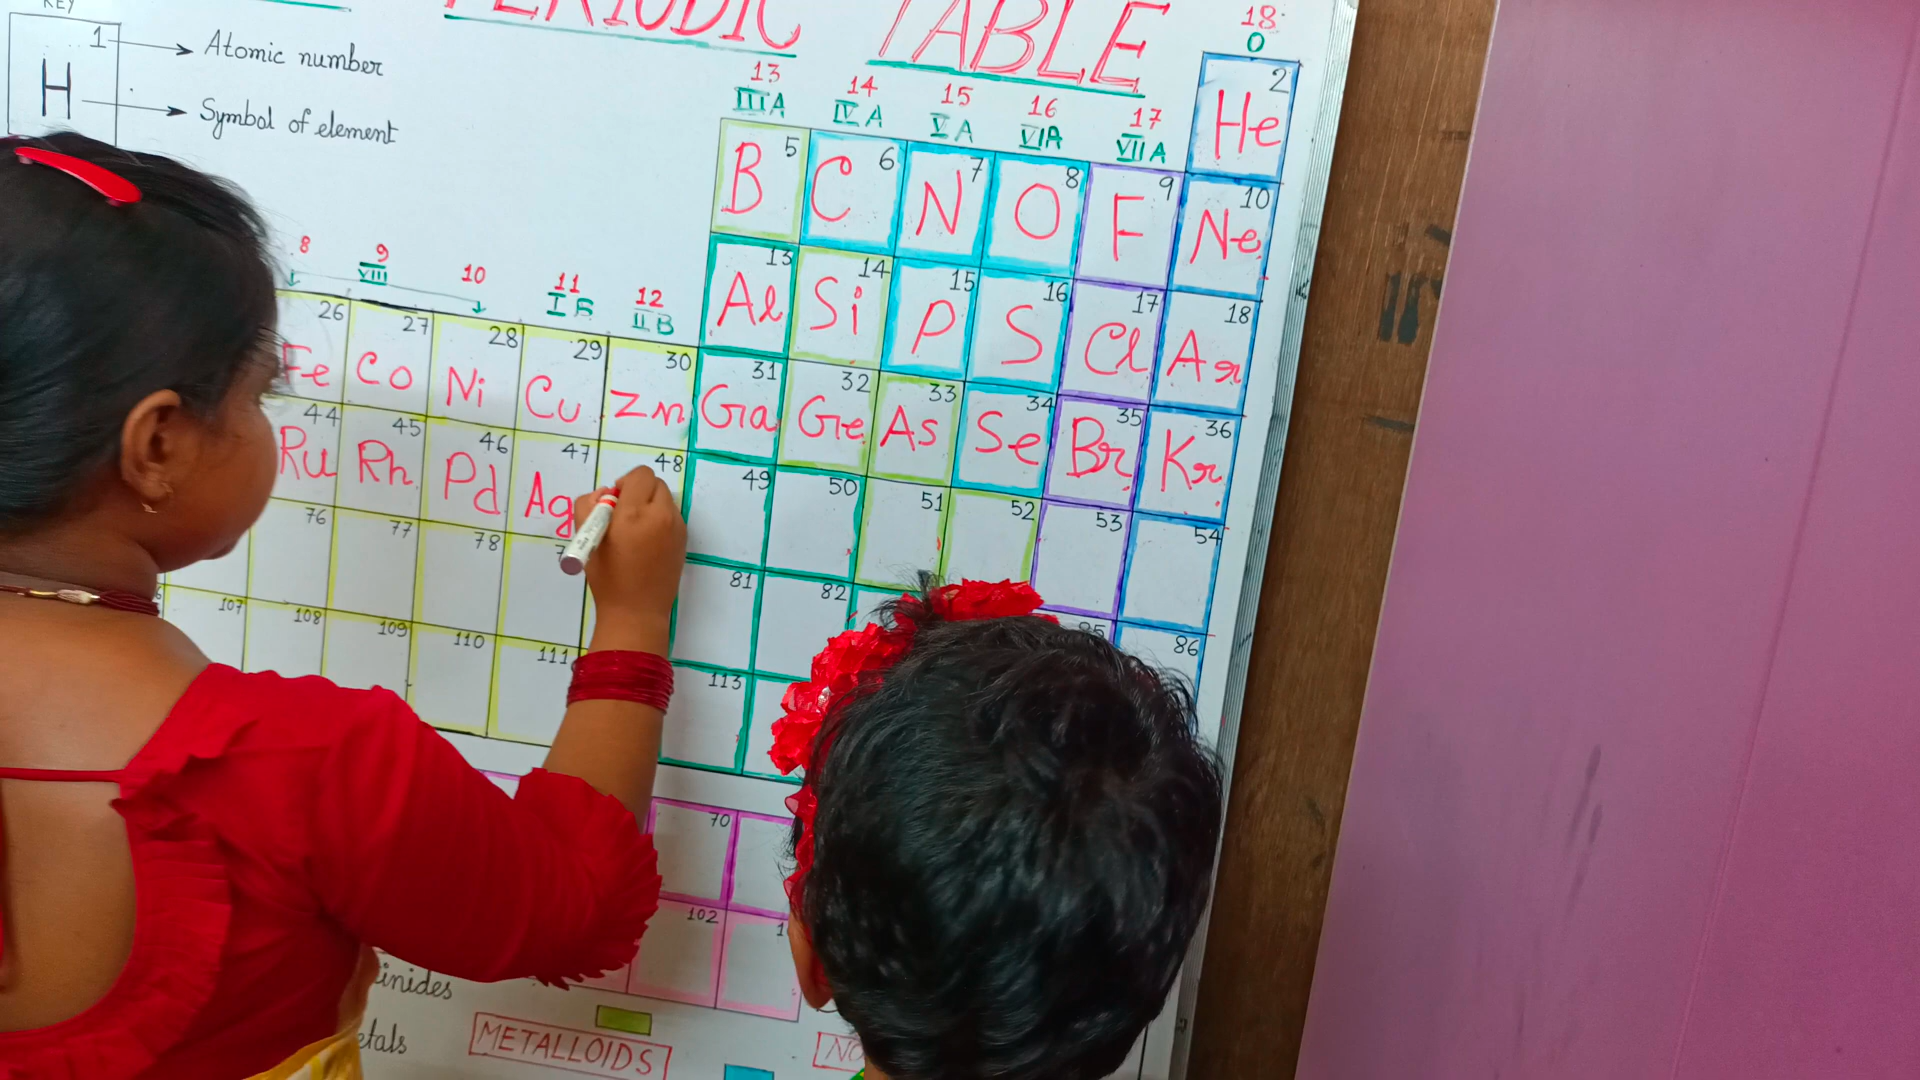 KEY
PERIODIC TABLE
1 Atomic number
H Symbol of element
18
0
13 14 15 16 17
IIIA IVA VA VIA VIIA
2
He
5 6 7 8 9 10
B C N O F Ne
8 9 10 11 12
VIII IB IIB
13 14 15 16 17 18
Al Si P S Cl Ar
26 27 28 29 30 31 32 33 34 35 36
Fe Co Ni Cu Zn Ga Ge As Se Br Kr
44 45 46 47 48 49 50 51 52 53 54
Ru Rh Pd Ag
76 77 78 81 82 85 86
107 108 109 110 111 113
70
102
inides
etals METALLOIDS NO